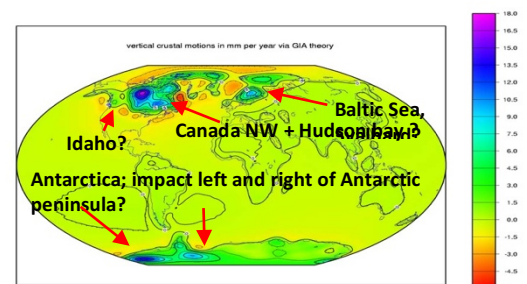 vertical crustal motions in mm per year via GIA theory
Baltic Sea,
Canada NW + Hudson bay ?
Idaho?
Antarctica; impact left and right of Antarctic
peninsula?
18.0
16.5
15.0
13.5
12.0
10.5
9.0
7.5
6.0
4.5
3.0
1.5
0.0
-1.5
-3.0
-4.5